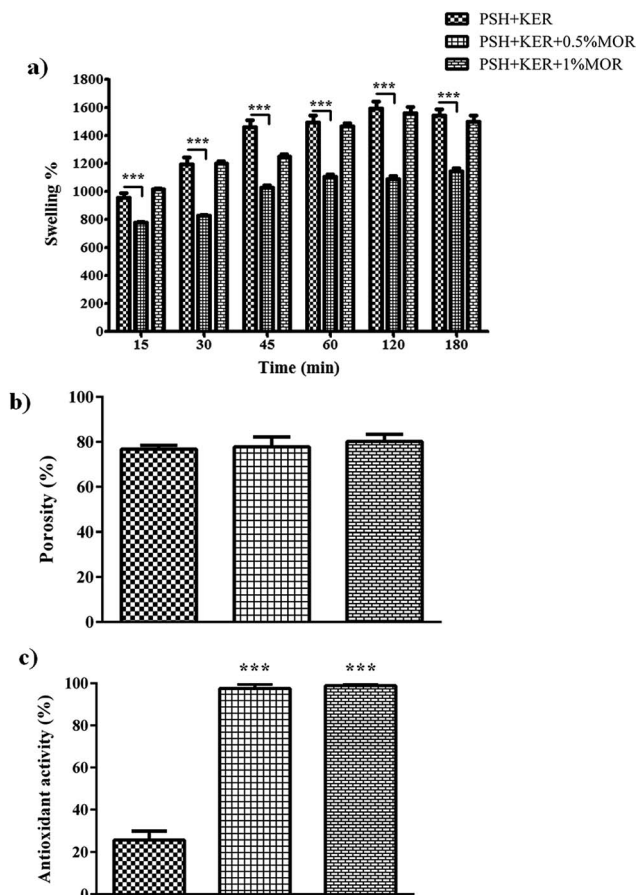 PSH+KER
PSH+KER+0.5%MOR
PSH+KER+1%MOR
a)
Swelling %
1800
1600
1400
1200
1000
800
600
400
200
0
***
***
***
***
***
***
15 30 45 60 120 180
Time (min)
b)
Porosity (%)
100
80
60
40
20
0
c)
Antioxidant activity (%)
100
80
60
40
20
0
***
***